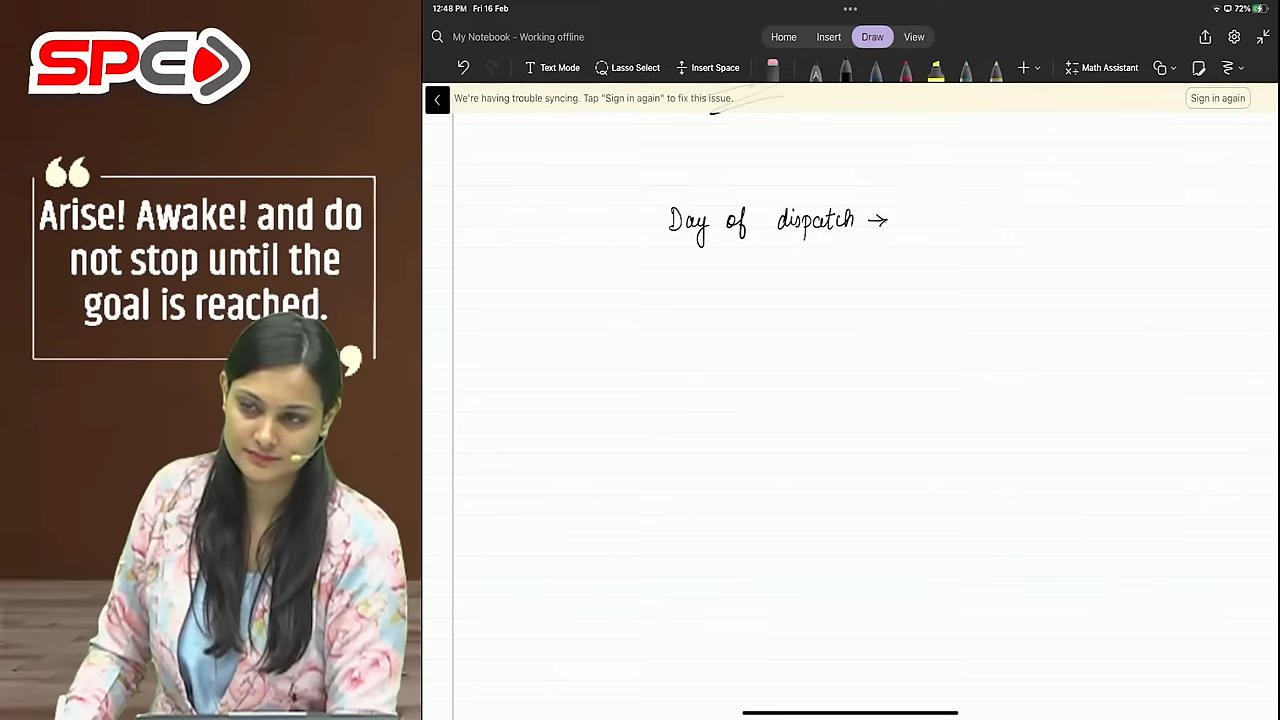 12:48 PM Fri 16 Feb
72%
My Notebook - Working offline
Home Insert Draw View
Text Mode Lasso Select Insert Space Math Assistant
We're having trouble syncing. Tap "Sign in again" to fix this issue.
Sign in again
SPE
Arise! Awake! and do
not stop until the
goal is reached.
Day of dispatch →